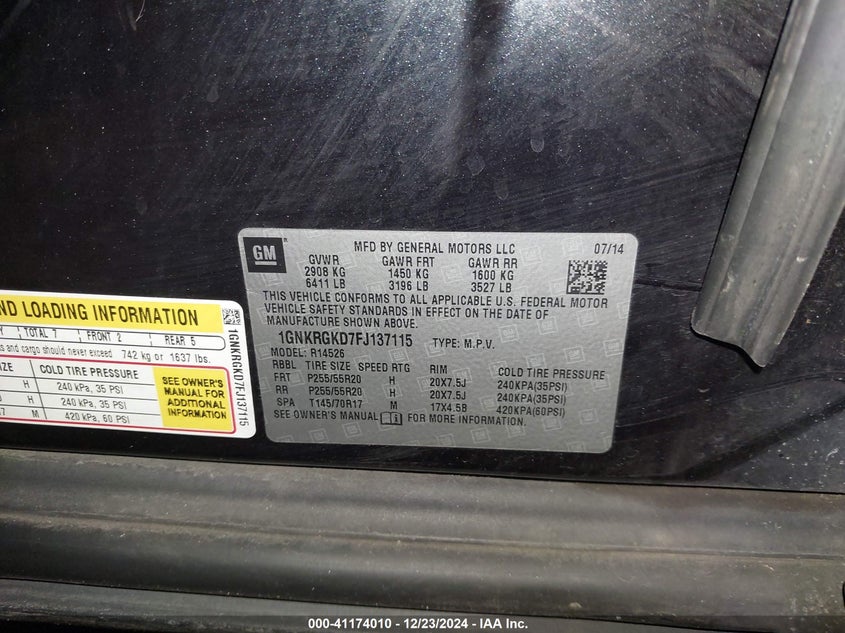 GM
MFD BY GENERAL MOTORS LLC 07/14
GVWR GAWR FRT GAWR RR
2908 KG 1450 KG 1600 KG
6411 LB 3196 LB 3527 LB
THIS VEHICLE CONFORMS TO ALL APPLICABLE U.S. FEDERAL MOTOR
VEHICLE SAFETY STANDARDS IN EFFECT ON THE DATE OF
MANUFACTURE SHOWN ABOVE.
1GNKRGKD7FJ137115 TYPE: M.P.V.
MODEL: R14526
RBBL TIRE SIZE SPEED RTG RIM COLD TIRE PRESSURE
FRT P255/55R20 H 20X7.5J 240KPA(35PSI)
RR P255/55R20 H 20X7.5J 240KPA(35PSI)
SPA T145/70R17 M 17X4.5B 420KPA(60PSI)
SEE OWNER'S MANUAL FOR MORE INFORMATION.
ND LOADING INFORMATION
Y TOTAL 7 FRONT 2 REAR 5
s and cargo should never exceed 742 kg or 1637 lbs.
SIZE COLD TIRE PRESSURE
H 240 kPa, 35 PSI
H 240 kPa, 35 PSI
M 420 kPa, 60 PSI
SEE OWNER'S
MANUAL FOR
ADDITIONAL
INFORMATION
1GNKRGKD7FJ137115
000-41174010 - 12/23/2024 - IAA Inc.